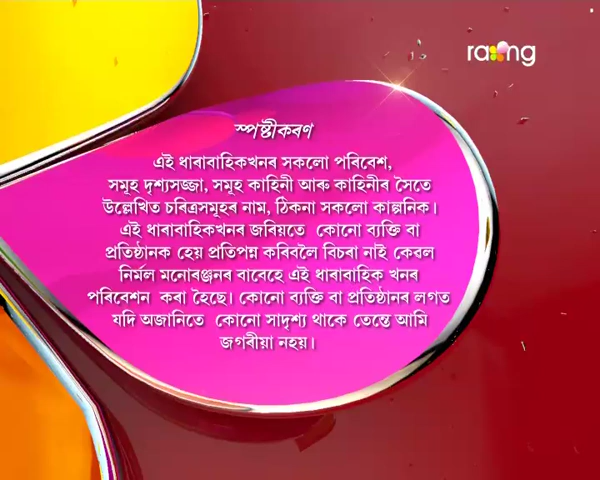 rang
স্পষ্টীকৰণ
এই ধাৰাবাহিকখনৰ সকলো পৰিবেশ,
সমূহ দৃশ্যসজ্জা, সমূহ কাহিনী আৰু কাহিনীৰ সৈতে
উল্লেখিত চৰিত্ৰসমূহৰ নাম, ঠিকনা সকলো কাল্পনিক।
এই ধাৰাবাহিকখনৰ জৰিয়তে কোনো ব্যক্তি বা
প্ৰতিষ্ঠানক হেয় প্ৰতিপন্ন কৰিবলৈ বিচৰা নাই কেৱল
নিৰ্মল মনোৰঞ্জনৰ বাবেহে এই ধাৰাবাহিক খনৰ
পৰিবেশন কৰা হৈছে। কোনো ব্যক্তি বা প্ৰতিষ্ঠানৰ লগত
যদি অজানিতে কোনো সাদৃশ্য থাকে তেন্তে আমি
জগৰীয়া নহয়।